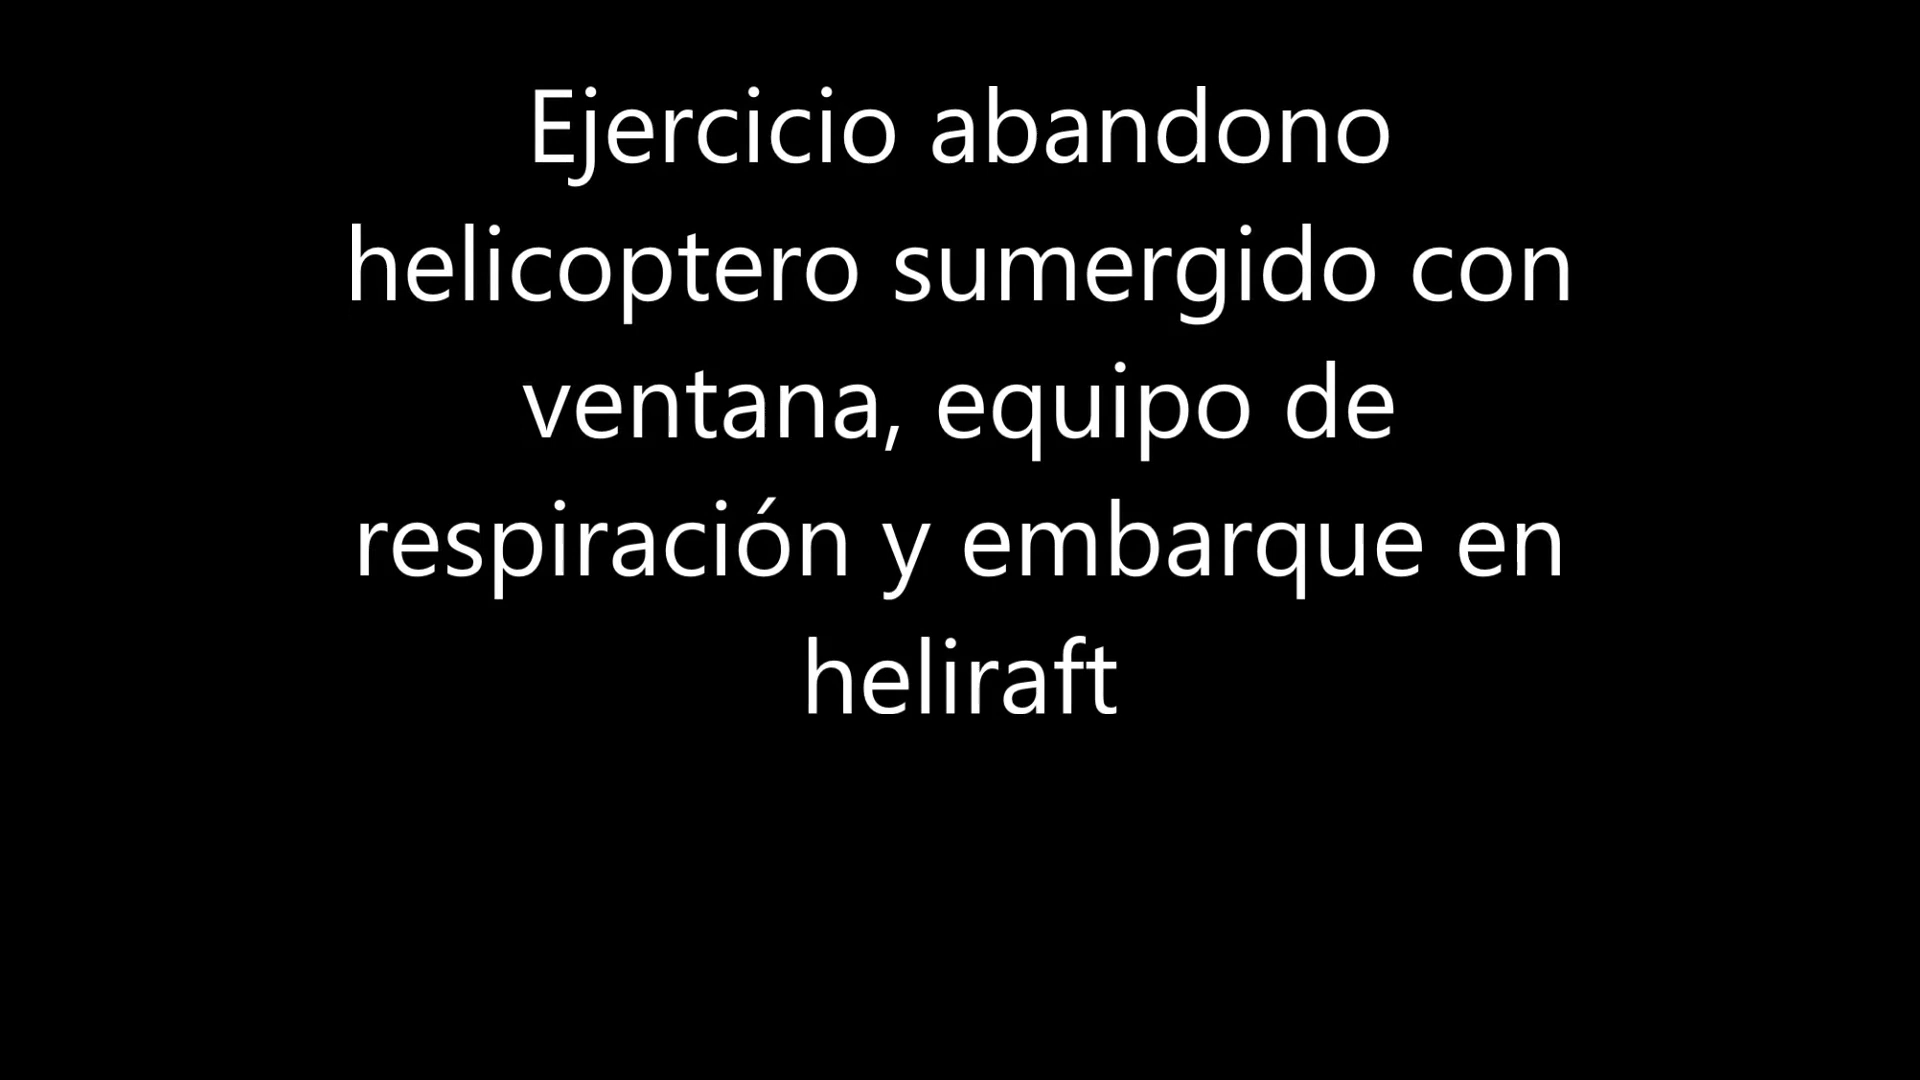 Ejercicio abandono
helicoptero sumergido con
ventana, equipo de
respiración y embarque en
heliraft